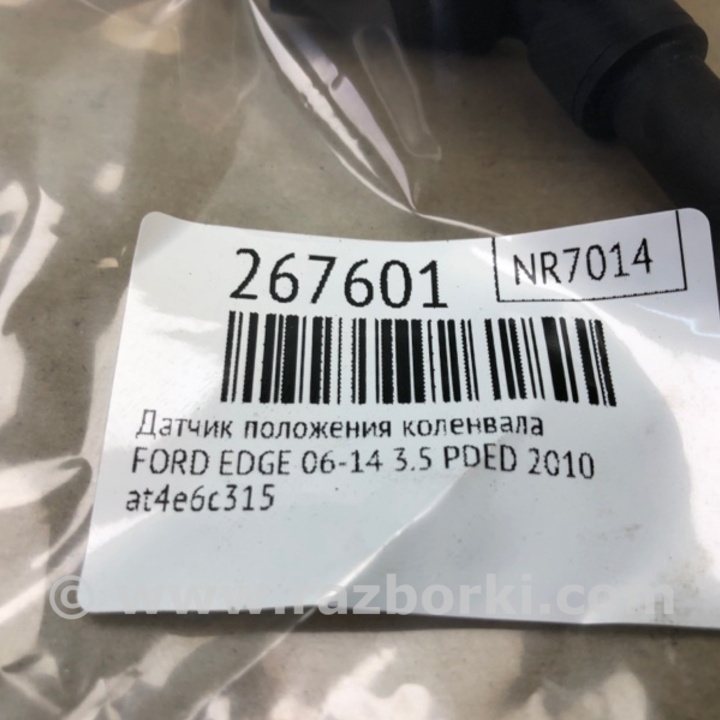 267601
NR7014
Датчик положения коленвала
FORD EDGE 06-14 3.5 PDED 2010
at4e6c315
© www.razborki.com